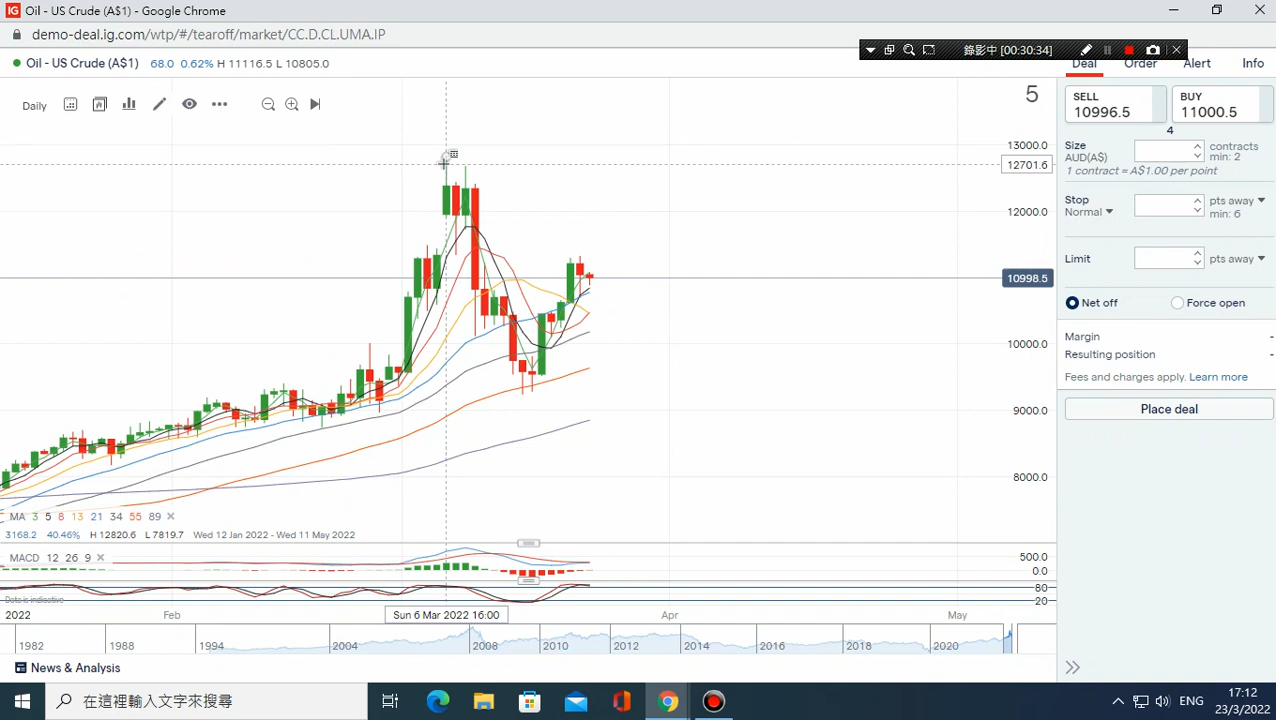 IG Oil - US Crude (A$1) - Google Chrome
demo-deal.ig.com/wtp/#/tearoff/market/CC.D.CL.UMA.IP
錄影中 [00:30:34]
Oil - US Crude (A$1) 68.0 0.62% H 11116.5 L 10805.0
Deal Order Alert Info
Daily
5
SELL
10996.5
BUY
11000.5
4
Size
AUD(A$)
contracts
min: 2
1 contract = A$1.00 per point
Stop
Normal
pts away
min: 6
Limit
pts away
Net off
Force open
Margin -
Resulting position -
Fees and charges apply. Learn more
Place deal
13000.0
12701.6
12000.0
10998.5
10000.0
9000.0
8000.0
MA 3 5 8 13 21 34 55 89
3168.2 40.46% H 12820.6 L 7819.7 Wed 12 Jan 2022 - Wed 11 May 2022
MACD 12 26 9
500.0
0.0
80
20
Data is indicative
2022 Feb Sun 6 Mar 2022 16:00 Apr May
1982 1988 1994 2004 2008 2010 2012 2014 2016 2018 2020
News & Analysis
在這裡輸入文字來搜尋
ENG
17:12
23/3/2022